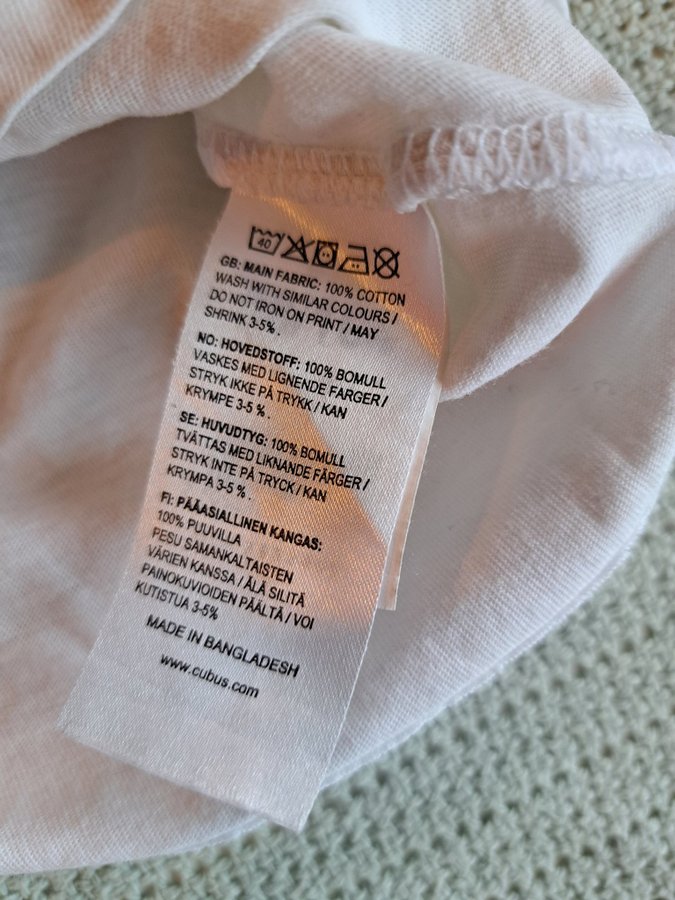 40
GB: MAIN FABRIC: 100% COTTON
WASH WITH SIMILAR COLOURS /
DO NOT IRON ON PRINT / MAY
SHRINK 3-5% .
NO: HOVEDSTOFF: 100% BOMULL
VASKES MED LIGNENDE FARGER /
STRYK IKKE PÅ TRYKK / KAN
KRYMPE 3-5 % .
SE: HUVUDTYG: 100% BOMULL
TVÄTTAS MED LIKNANDE FÄRGER /
STRYK INTE PÅ TRYCK / KAN
KRYMPA 3-5% .
FI: PÄÄASIALLINEN KANGAS:
100% PUUVILLA
PESU SAMANKALTAISTEN
VÄRIEN KANSSA / ÄLÄ SILITÄ
PAINOKUVIOIDEN PÄÄLTÄ / VOI
KUTISTUA 3-5%
MADE IN BANGLADESH
www.cubus.com